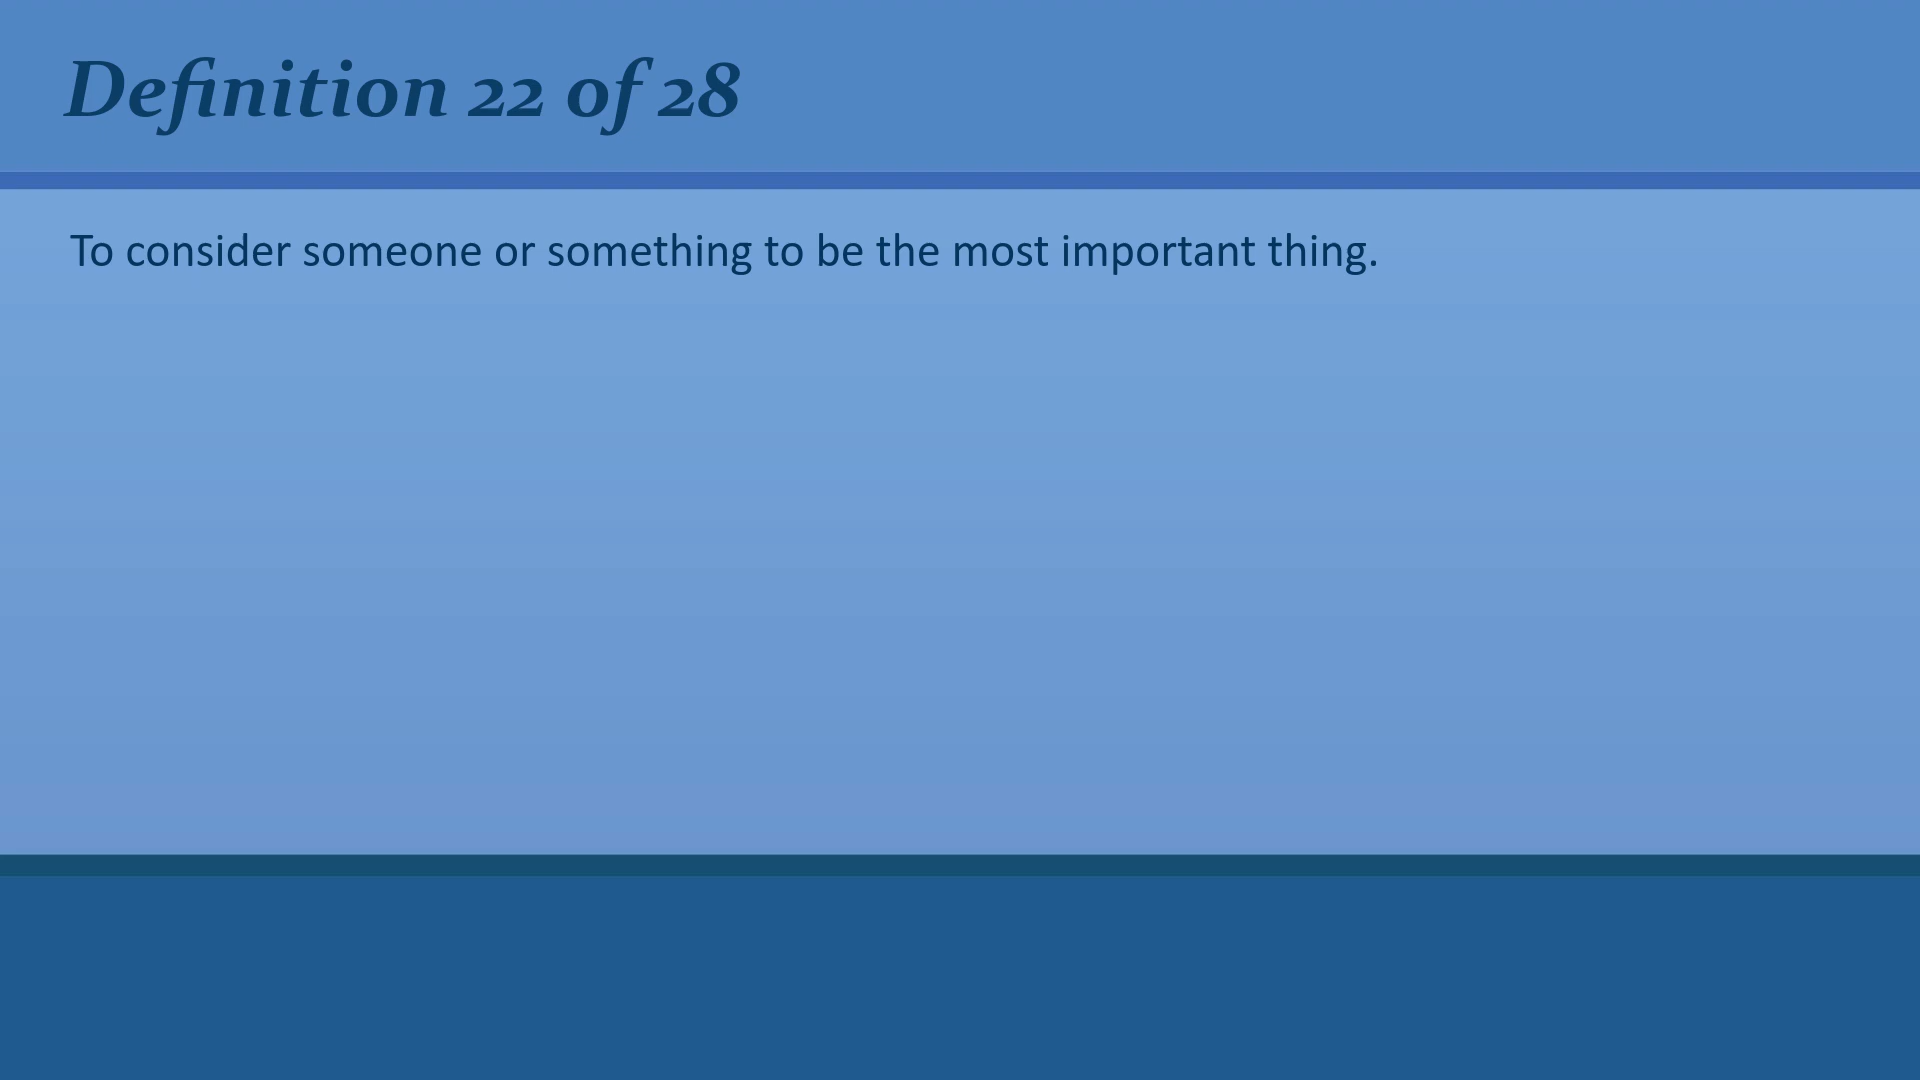 Definition 22 of 28
To consider someone or something to be the most important thing.